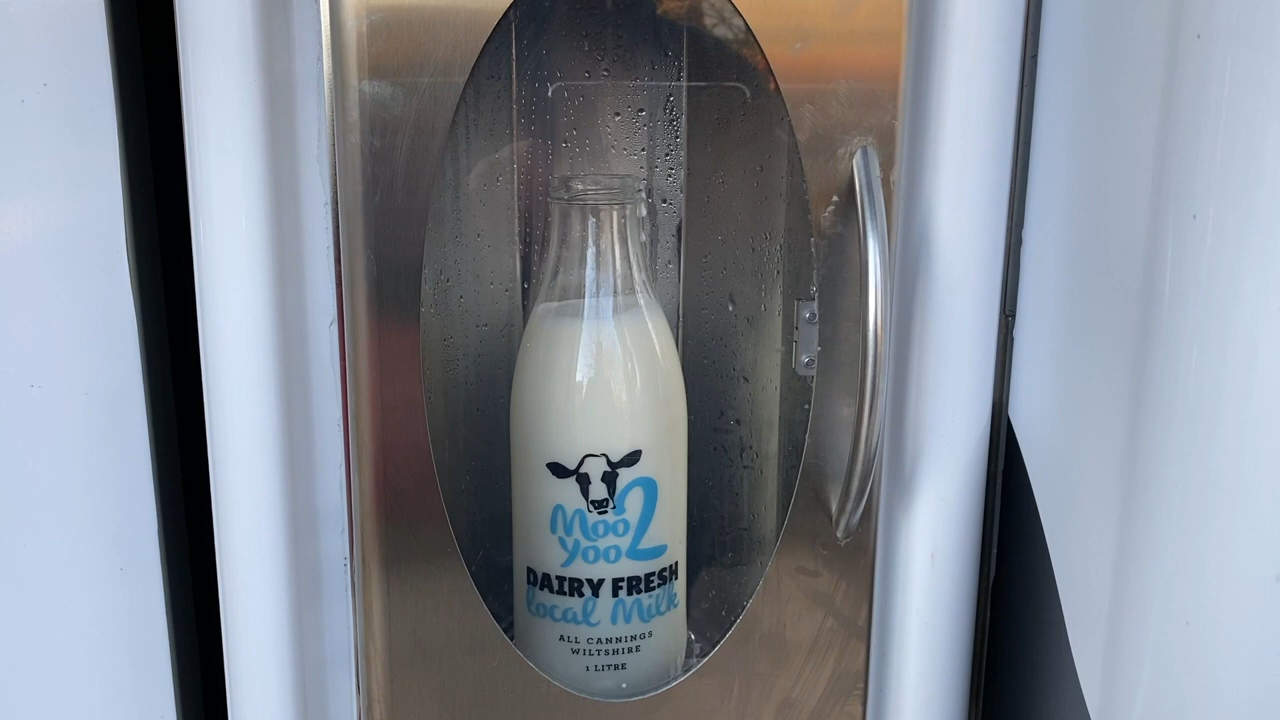 Moo 2
Yoo
DAIRY FRESH
local Milk
ALL CANNINGS
WILTSHIRE
1 LITRE